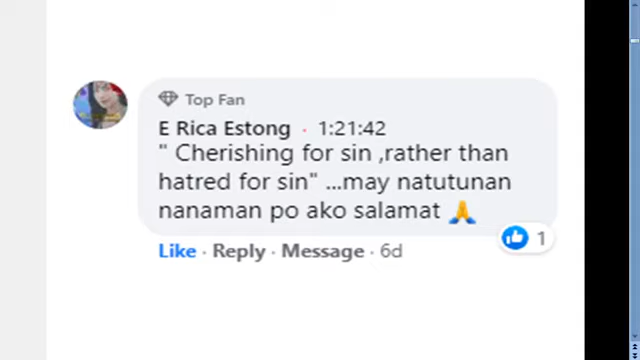 Top Fan
E Rica Estong · 1:21:42
" Cherishing for sin ,rather than
hatred for sin" ...may natutunan
nanaman po ako salamat 🙏
1
Like · Reply · Message · 6d